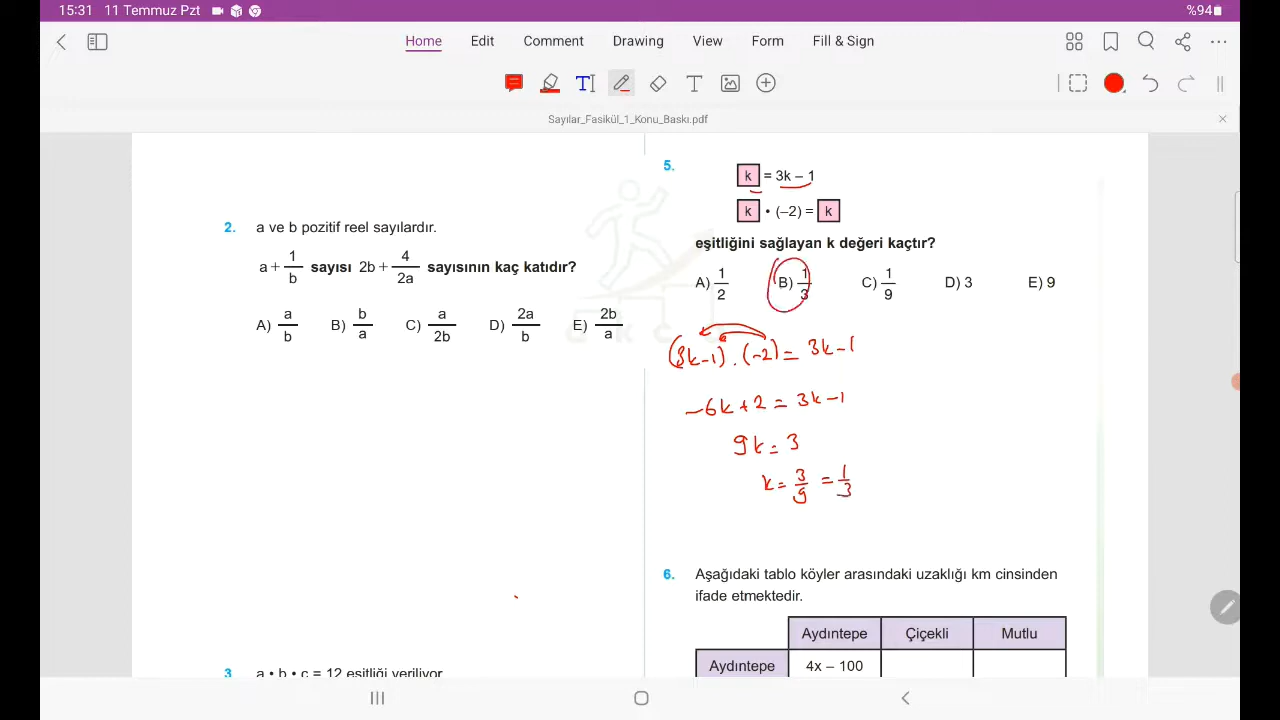 15:31 11 Temmuz Pzt %94
Home Edit Comment Drawing View Form Fill & Sign
Sayılar_Fasikül_1_Konu_Baskı.pdf
2. a ve b pozitif reel sayılardır.
a + 1/b sayısı 2b + 4/2a sayısının kaç katıdır?
A) a/b B) b/a C) a/2b D) 2a/b E) 2b/a
3. a • b • c = 12 eşitliği veriliyor
5.
k = 3k – 1
k • (–2) = k
eşitliğini sağlayan k değeri kaçtır?
A) 1/2 B) 1/3 C) 1/9 D) 3 E) 9
(3k-1) . (-2) = 3k-1
-6k+2 = 3k-1
9k = 3
k = 3/9 = 1/3
6. Aşağıdaki tablo köyler arasındaki uzaklığı km cinsinden
ifade etmektedir.
Aydıntepe Çiçekli Mutlu
Aydıntepe 4x – 100